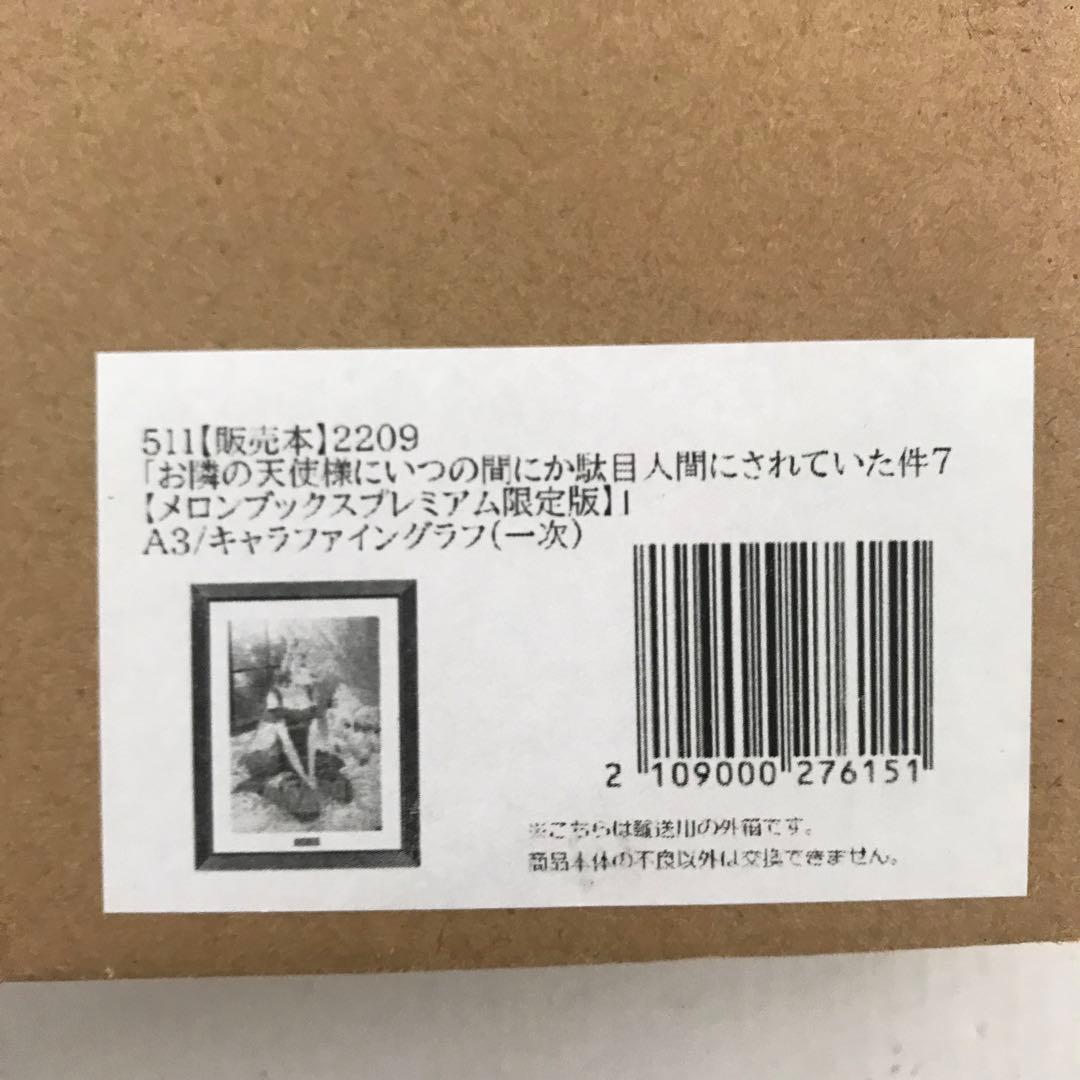 511【販売本】2209
「お隣の天使様にいつの間にか駄目人間にされていた件7
【メロンブックスプレミアム限定版】」
A3/キャラファイングラフ(一次)
2 109000 276151
※こちらは輸送用の外箱です。
商品本体の不良以外は交換できません。